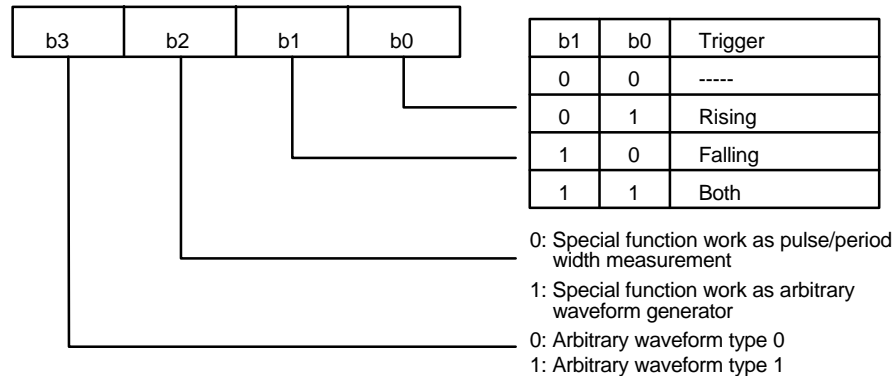 b3 b2 b1 b0
b1 b0 Trigger
0 0 -----
0 1 Rising
1 0 Falling
1 1 Both
0: Special function work as pulse/period
width measurement
1: Special function work as arbitrary
waveform generator
0: Arbitrary waveform type 0
1: Arbitrary waveform type 1